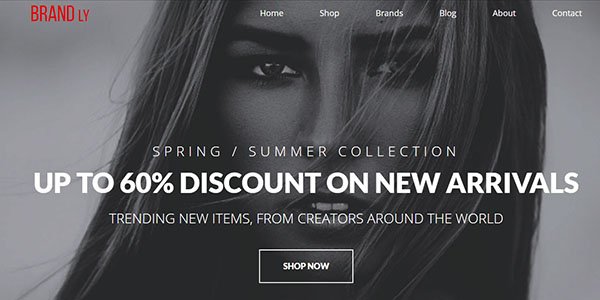 BRAND LY
Home Shop Brands Blog About Contact
SPRING / SUMMER COLLECTION
UP TO 60% DISCOUNT ON NEW ARRIVALS
TRENDING NEW ITEMS, FROM CREATORS AROUND THE WORLD
SHOP NOW